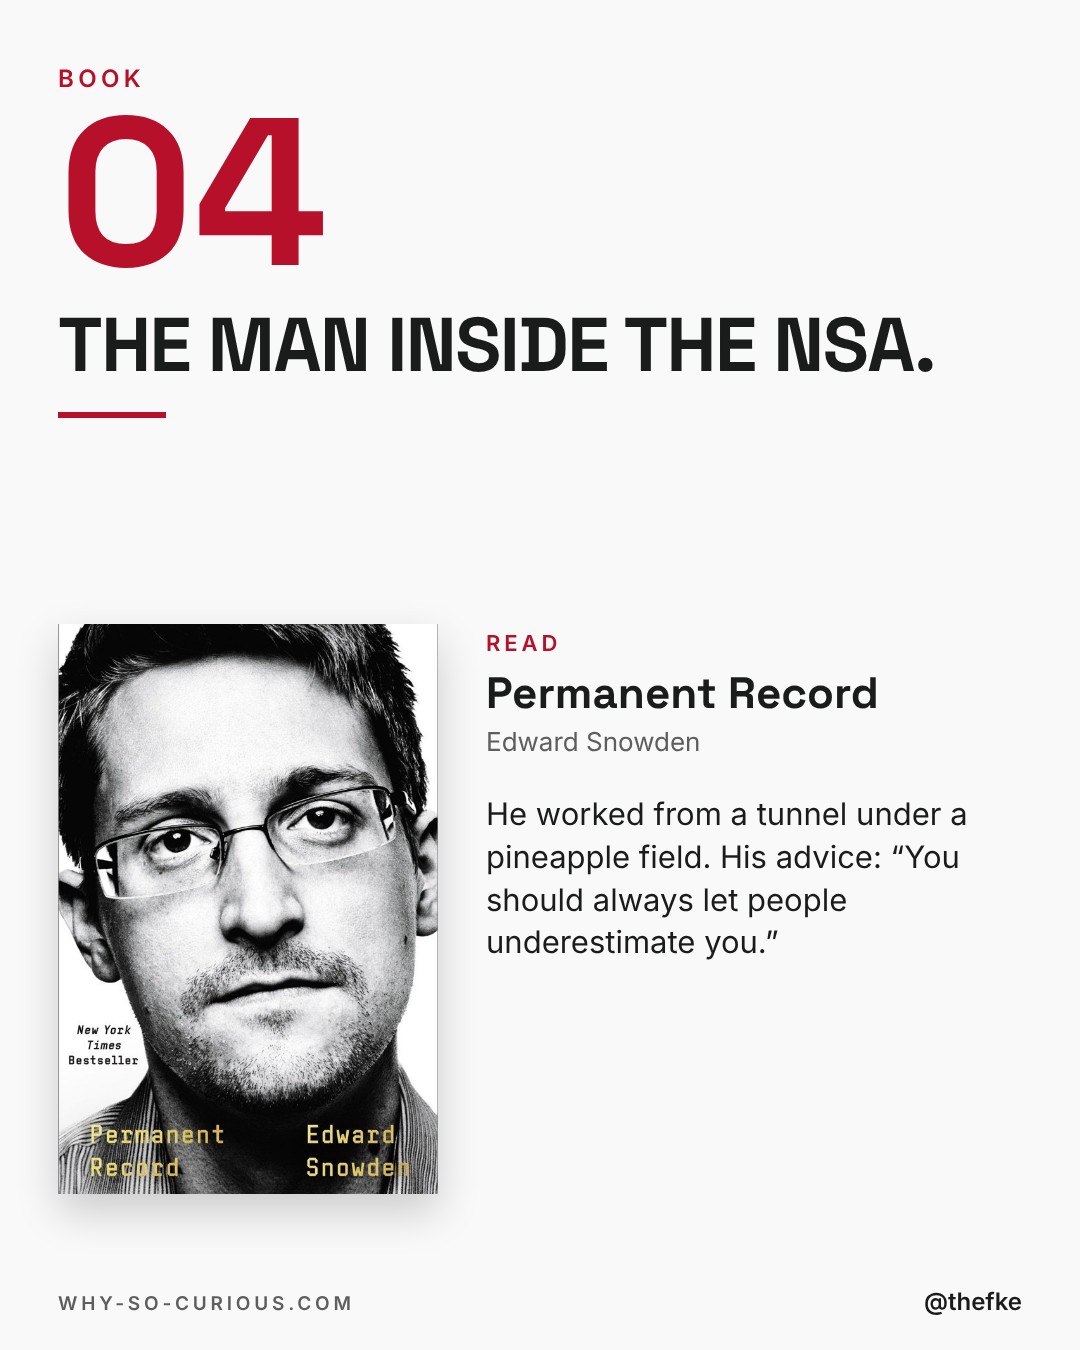 BOOK
04
THE MAN INSIDE THE NSA.
READ
Permanent Record
Edward Snowden
He worked from a tunnel under a
pineapple field. His advice: “You
should always let people
underestimate you.”
New York
Times
Bestseller
Permanent
Record
Edward
Snowden
WHY-SO-CURIOUS.COM
@thefke